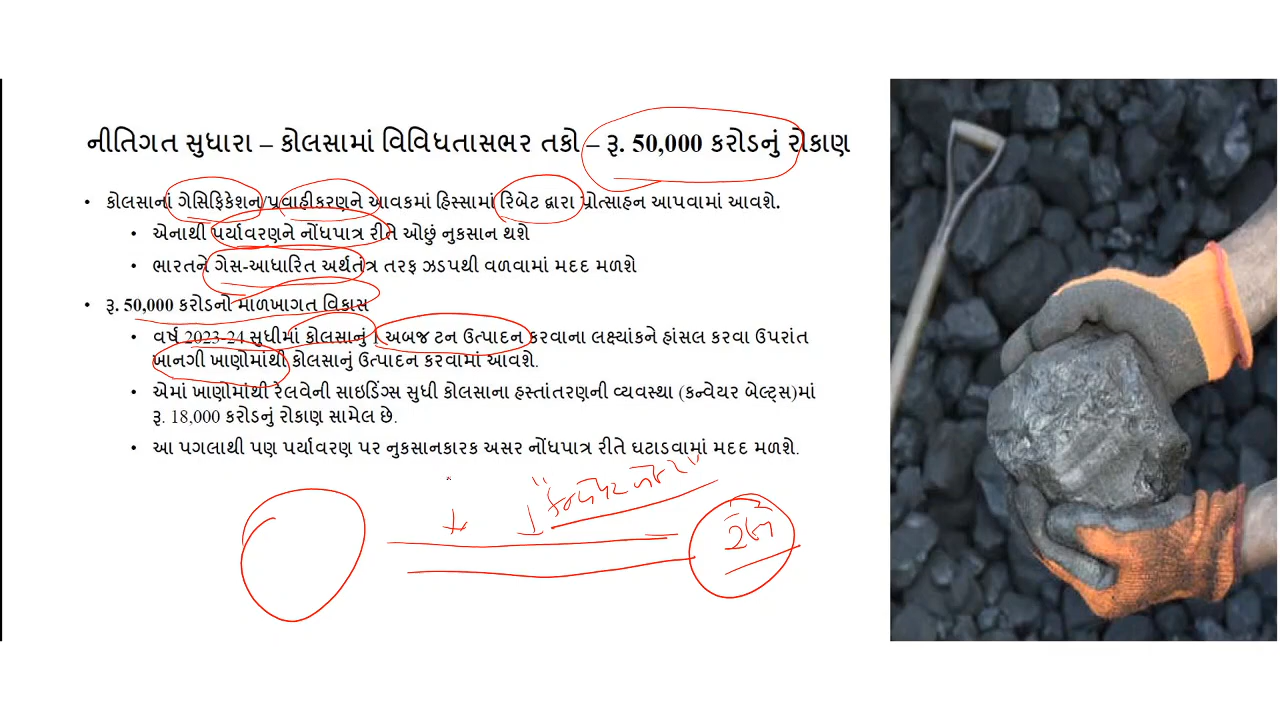 નીતિગત સુધારા – કોલસામાં વિવિધતાસભર તકો – રૂ. 50,000 કરોડનું રોકાણ
• કોલસાનાં ગેસિફિકેશન/પ્રવાહીકરણને આવકમાં હિસ્સામાં રિબેટ દ્વારા પ્રોત્સાહન આપવામાં આવશે.
• એનાથી પર્યાવરણને નોંધપાત્ર રીતે ઓછું નુકસાન થશે
• ભારતને ગેસ-આધારિત અર્થતંત્ર તરફ ઝડપથી વળવામાં મદદ મળશે
• રૂ. 50,000 કરોડનો માળખાગત વિકાસ
• વર્ષ 2023-24 સુધીમાં કોલસાનું 1 અબજ ટન ઉત્પાદન કરવાના લક્ષ્યાંકને હાંસલ કરવા ઉપરાંત
ખાનગી ખાણોમાંથી કોલસાનું ઉત્પાદન કરવામાં આવશે.
• એમાં ખાણોમાંથી રેલવેની સાઇડિંગ્સ સુધી કોલસાના હસ્તાંતરણની વ્યવસ્થા (કન્વેયર બેલ્ટ્સ)માં
રૂ. 18,000 કરોડનું રોકાણ સામેલ છે.
• આ પગલાથી પણ પર્યાવરણ પર નુકસાનકારક અસર નોંધપાત્ર રીતે ઘટાડવામાં મદદ મળશે.